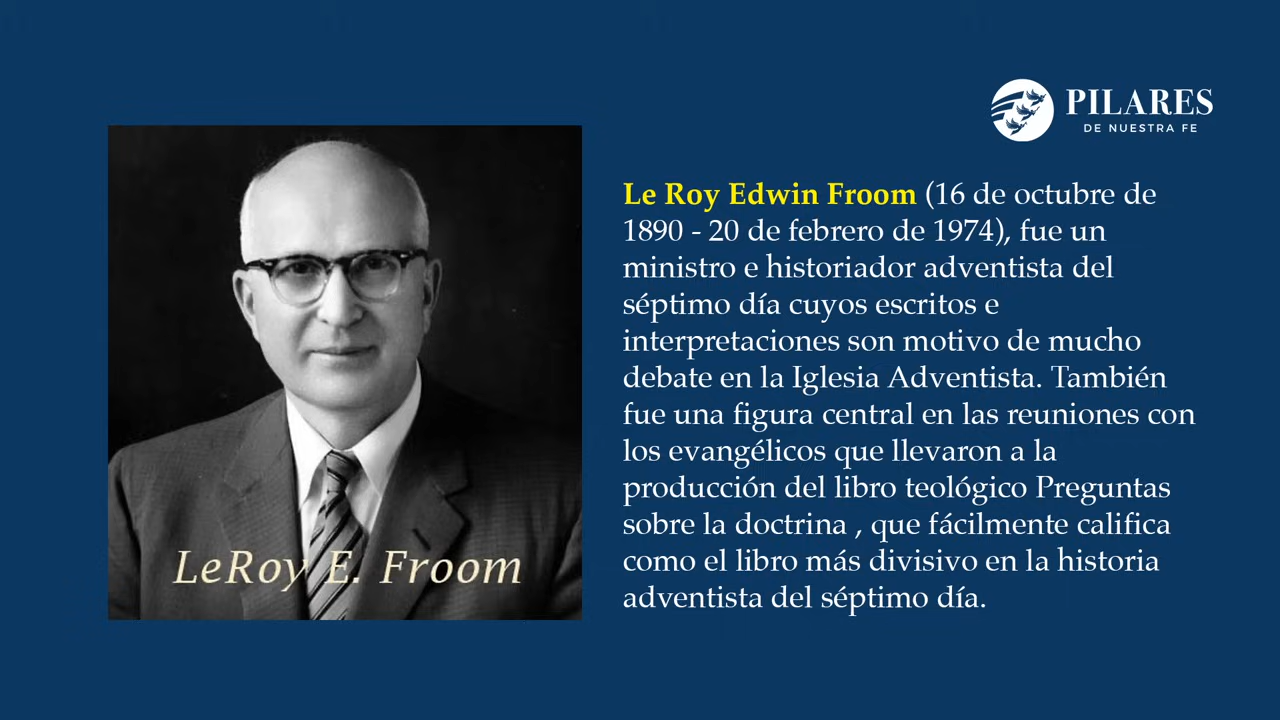 PILARES
DE NUESTRA FE
Le Roy Edwin Froom (16 de octubre de
1890 - 20 de febrero de 1974), fue un
ministro e historiador adventista del
séptimo día cuyos escritos e
interpretaciones son motivo de mucho
debate en la Iglesia Adventista. También
fue una figura central en las reuniones con
los evangélicos que llevaron a la
producción del libro teológico Preguntas
sobre la doctrina , que fácilmente califica
como el libro más divisivo en la historia
adventista del séptimo día.
LeRoy E. Froom